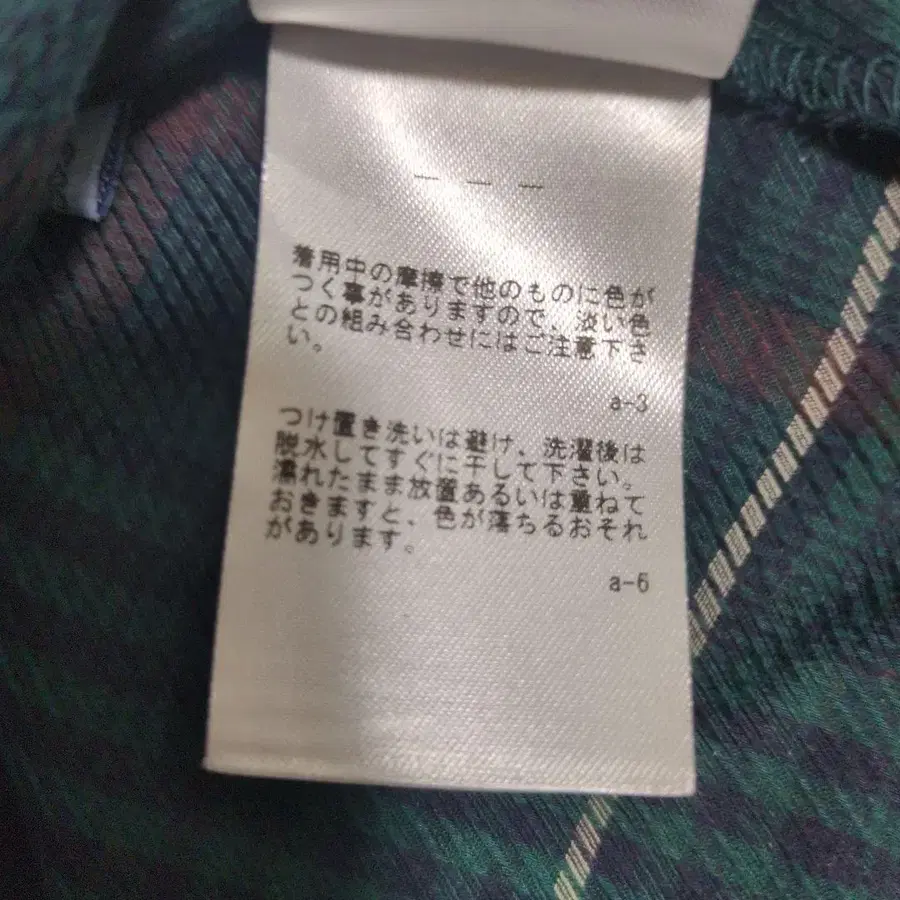 — — —
着用中の摩擦で他のものに色が
つく事がありますので、淡い色
との組み合わせにはご注意下さ
い。
a-3
つけ置き洗いは避け、洗濯後は
脱水してすぐに干して下さい。
濡れたまま放置あるいは重ねて
おきますと、色が落ちるおそれ
があります。
a-6